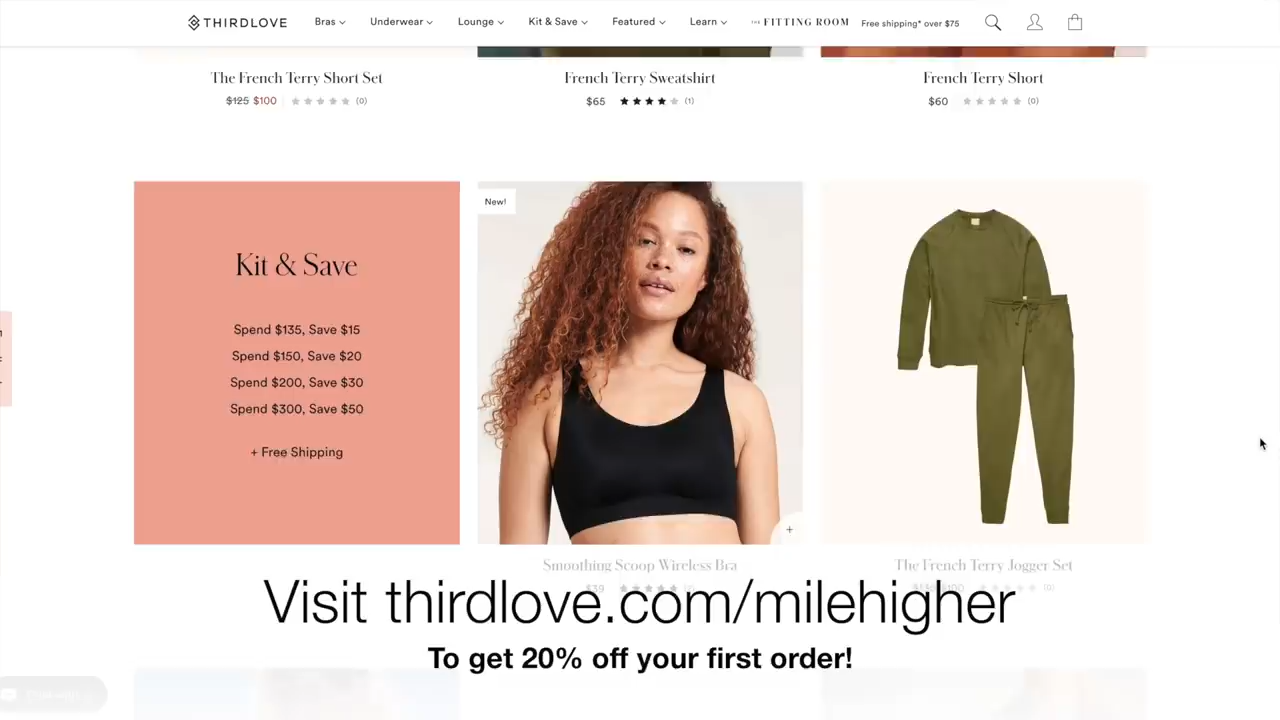 THIRDLOVE
Bras
Underwear
Lounge
Kit & Save
Featured
Learn
THE FITTING ROOM
Free shipping* over $75
The French Terry Short Set
$125 $100 (0)
French Terry Sweatshirt
$65 (1)
French Terry Short
$60 (0)
Kit & Save
Spend $135, Save $15
Spend $150, Save $20
Spend $200, Save $30
Spend $300, Save $50
+ Free Shipping
New!
+
Smoothing Scoop Wireless Bra
$39
The French Terry Jogger Set
(0)
Visit thirdlove.com/milehigher
To get 20% off your first order!